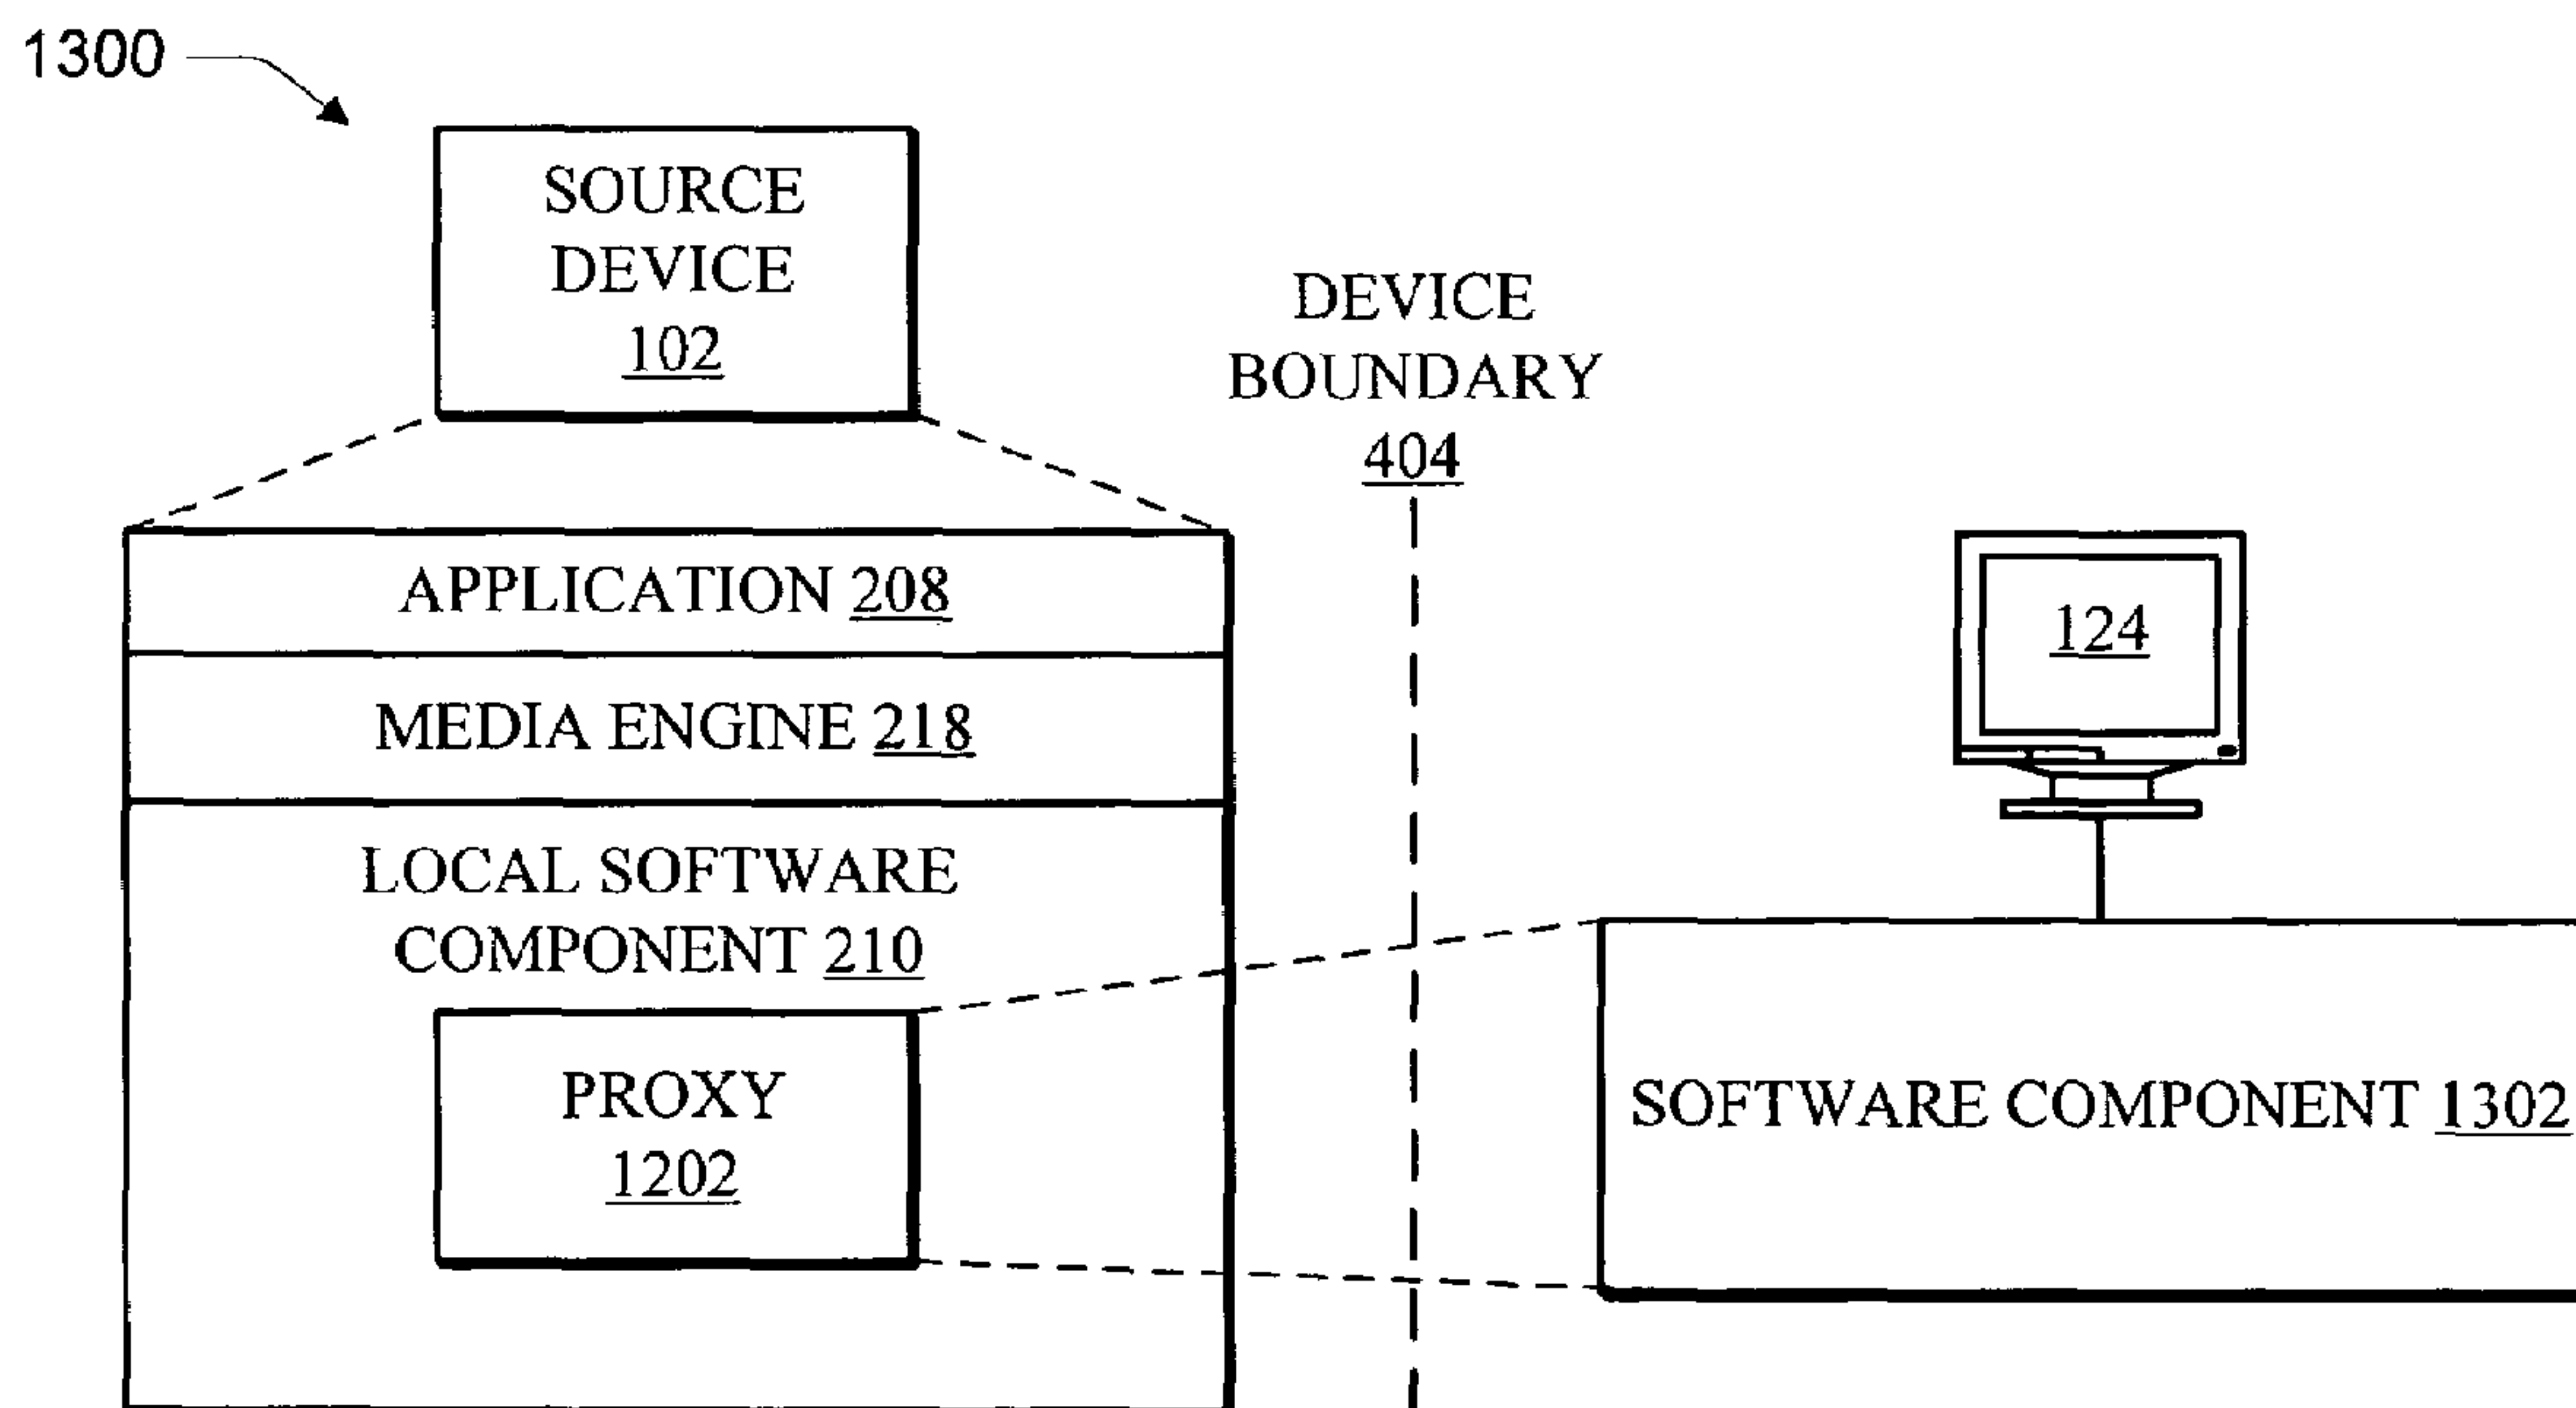 1300
SOURCE
DEVICE
102
DEVICE
BOUNDARY
404
APPLICATION 208
MEDIA ENGINE 218
LOCAL SOFTWARE
COMPONENT 210
PROXY
1202
124
SOFTWARE COMPONENT 1302